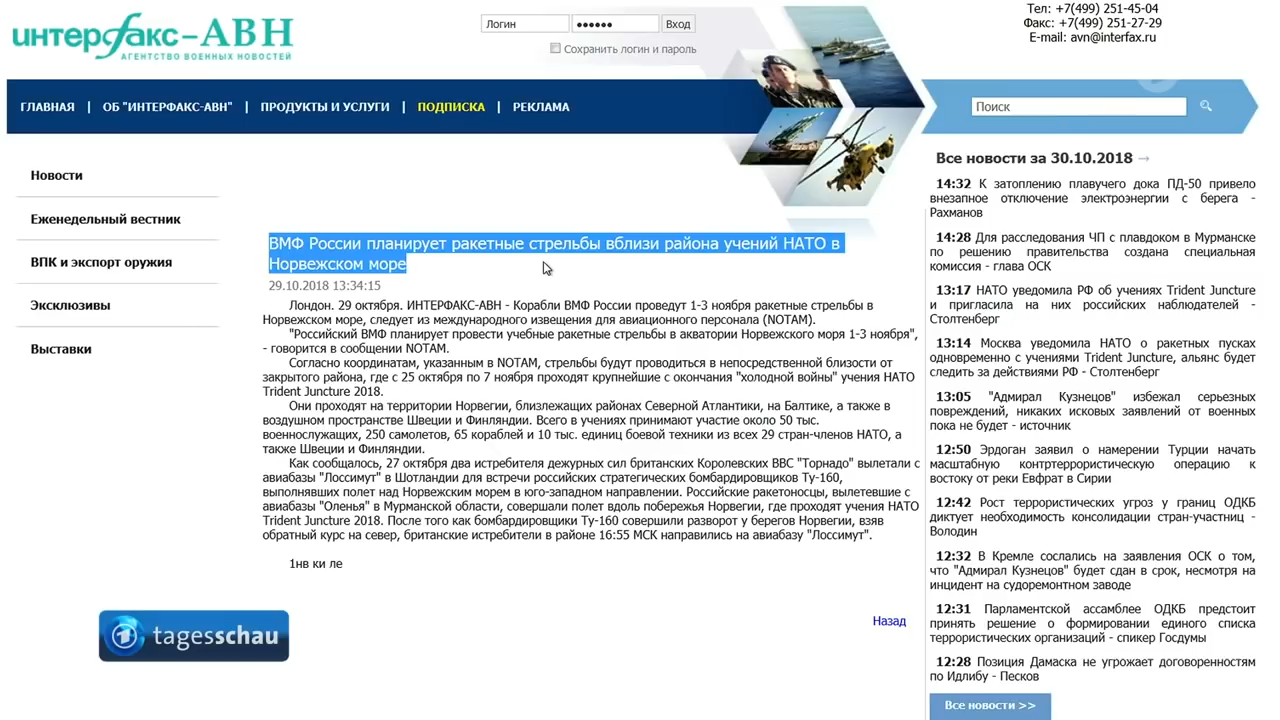 интерфакс-АВН
АГЕНТСТВО ВОЕННЫХ НОВОСТЕЙ
Логин
Вход
Сохранить логин и пароль
Тел: +7(499) 251-45-04
Факс: +7(499) 251-27-29
E-mail: avn@interfax.ru
ГЛАВНАЯ | ОБ "ИНТЕРФАКС-АВН" | ПРОДУКТЫ И УСЛУГИ | ПОДПИСКА | РЕКЛАМА
Поиск
Новости
Еженедельный вестник
ВПК и экспорт оружия
Эксклюзивы
Выставки
ВМФ России планирует ракетные стрельбы вблизи района учений НАТО в
Норвежском море
29.10.2018 13:34:15
Лондон. 29 октября. ИНТЕРФАКС-АВН - Корабли ВМФ России проведут 1-3 ноября ракетные стрельбы в
Норвежском море, следует из международного извещения для авиационного персонала (NOTAM).
"Российский ВМФ планирует провести учебные ракетные стрельбы в акватории Норвежского моря 1-3 ноября",
- говорится в сообщении NOTAM.
Согласно координатам, указанным в NOTAM, стрельбы будут проводиться в непосредственной близости от
закрытого района, где с 25 октября по 7 ноября проходят крупнейшие с окончания "холодной войны" учения НАТО
Trident Juncture 2018.
Они проходят на территории Норвегии, близлежащих районах Северной Атлантики, на Балтике, а также в
воздушном пространстве Швеции и Финляндии. Всего в учениях принимают участие около 50 тыс.
военнослужащих, 250 самолетов, 65 кораблей и 10 тыс. единиц боевой техники из всех 29 стран-членов НАТО, а
также Швеции и Финляндии.
Как сообщалось, 27 октября два истребителя дежурных сил британских Королевских ВВС "Торнадо" вылетали с
авиабазы "Лоссимут" в Шотландии для встречи российских стратегических бомбардировщиков Ту-160,
выполнявших полет над Норвежским морем в юго-западном направлении. Российские ракетоносцы, вылетевшие с
авиабазы "Оленья" в Мурманской области, совершали полет вдоль побережья Норвегии, где проходят учения НАТО
Trident Juncture 2018. После того как бомбардировщики Ту-160 совершили разворот у берегов Норвегии, взяв
обратный курс на север, британские истребители в районе 16:55 МСК направились на авиабазу "Лоссимут".
1нв ки ле
Назад
tagesschau
Все новости за 30.10.2018 →
14:32 К затоплению плавучего дока ПД-50 привело
внезапное отключение электроэнергии с берега -
Рахманов
14:28 Для расследования ЧП с плавдоком в Мурманске
по решению правительства создана специальная
комиссия - глава ОСК
13:17 НАТО уведомила РФ об учениях Trident Juncture
и пригласила на них российских наблюдателей -
Столтенберг
13:14 Москва уведомила НАТО о ракетных пусках
одновременно с учениями Trident Juncture, альянс будет
следить за действиями РФ - Столтенберг
13:05 "Адмирал Кузнецов" избежал серьезных
повреждений, никаких исковых заявлений от военных
пока не будет - источник
12:50 Эрдоган заявил о намерении Турции начать
масштабную контртеррористическую операцию к
востоку от реки Евфрат в Сирии
12:42 Рост террористических угроз у границ ОДКБ
диктует необходимость консолидации стран-участниц -
Володин
12:32 В Кремле сослались на заявления ОСК о том,
что "Адмирал Кузнецов" будет сдан в срок, несмотря на
инцидент на судоремонтном заводе
12:31 Парламентской ассамблее ОДКБ предстоит
принять решение о формировании единого списка
террористических организаций - спикер Госдумы
12:28 Позиция Дамаска не угрожает договоренностям
по Идлибу - Песков
Все новости >>